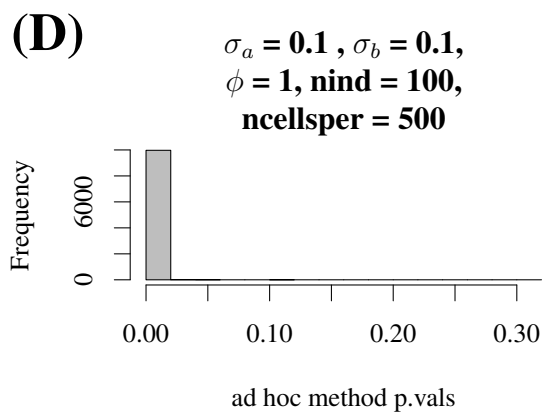 (D)
σₐ = 0.1 , σ_b = 0.1,
ϕ = 1, nind = 100,
ncellsper = 500
Frequency
6000
0
0.00 0.10 0.20 0.30
ad hoc method p.vals